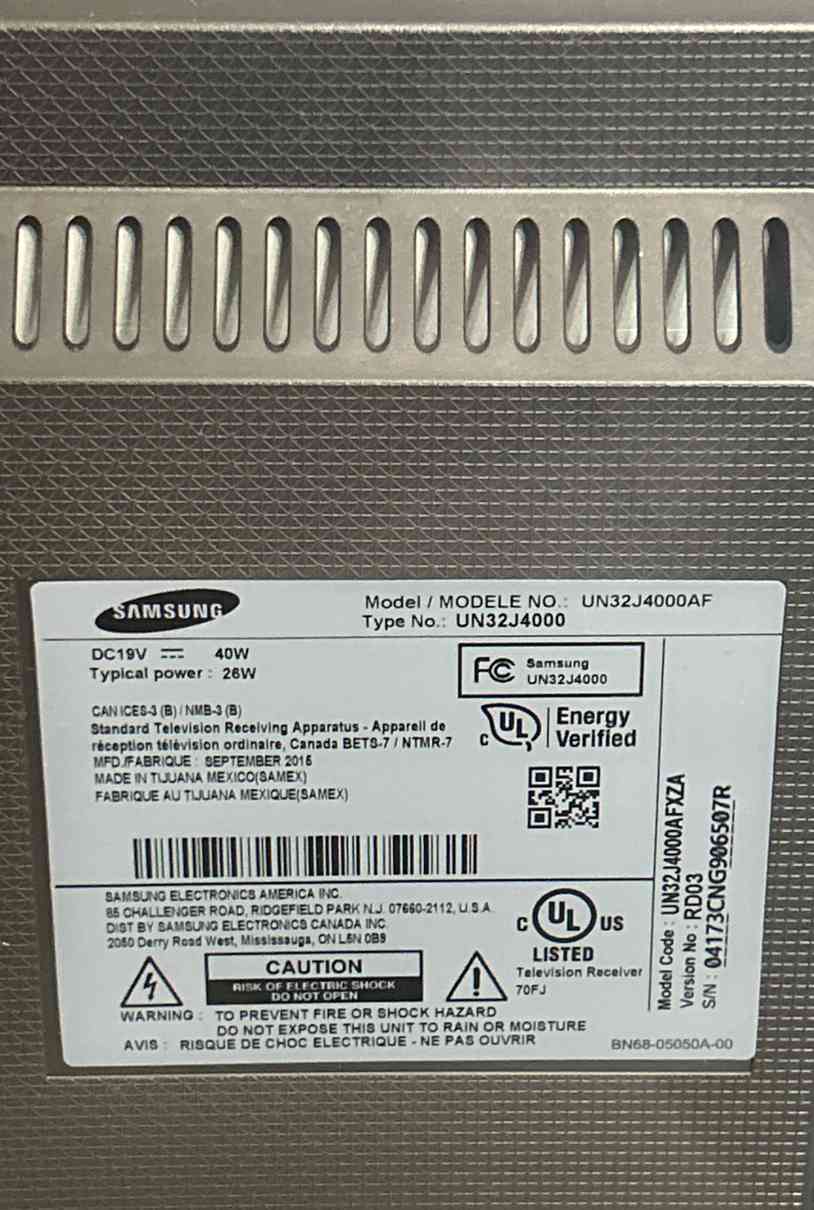 SAMSUNG
Model / MODELE NO.: UN32J4000AF
Type No.: UN32J4000
DC19V 40W
Typical power : 26W
FC Samsung
UN32J4000
CAN ICES-3 (B) / NMB-3 (B)
Standard Television Receiving Apparatus - Appareil de
réception télévision ordinaire, Canada BETS-7 / NTMR-7
MFD./FABRIQUE : SEPTEMBER 2015
MADE IN TIJUANA MEXICO(SAMEX)
FABRIQUE AU TIJUANA MEXIQUE(SAMEX)
C UL Energy
Verified
SAMSUNG ELECTRONICS AMERICA INC.
85 CHALLENGER ROAD, RIDGEFIELD PARK N.J. 07660-2112, U.S.A.
DIST BY SAMSUNG ELECTRONICS CANADA INC.
2050 Derry Road West, Mississauga, ON L5N 0B9
C UL US
LISTED
Television Receiver
70FJ
CAUTION
RISK OF ELECTRIC SHOCK
DO NOT OPEN
WARNING : TO PREVENT FIRE OR SHOCK HAZARD
DO NOT EXPOSE THIS UNIT TO RAIN OR MOISTURE
AVIS : RISQUE DE CHOC ELECTRIQUE - NE PAS OUVRIR
BN68-05050A-00
Model Code : UN32J4000AFXZA
Version No : RD03
S/N : 04173CNG906507R